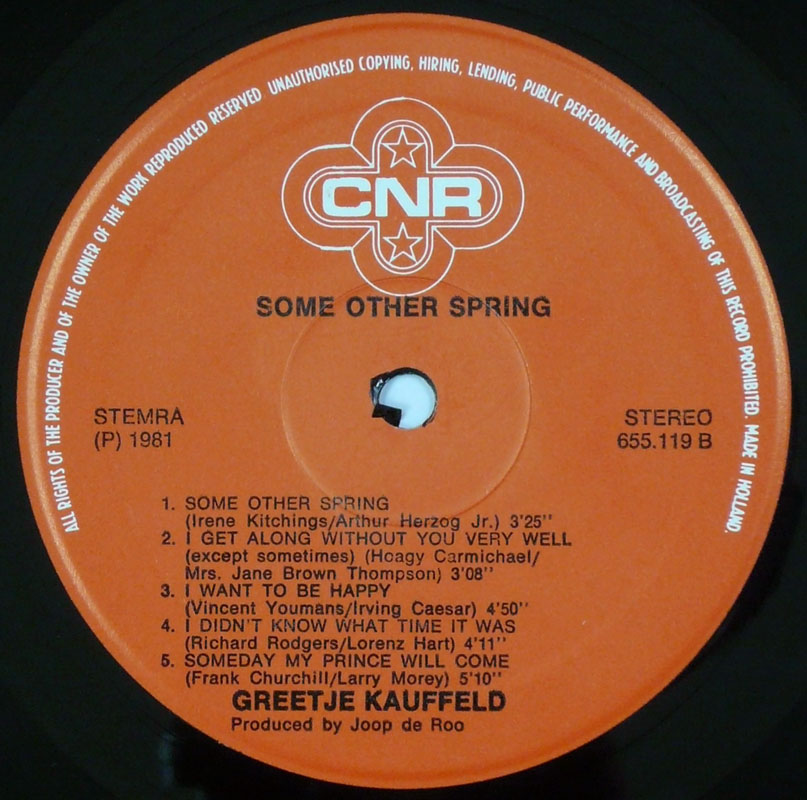 ALL RIGHTS OF THE PRODUCER AND OF THE OWNER OF THE WORK REPRODUCED RESERVED UNAUTHORISED COPYING, HIRING, LENDING, PUBLIC PERFORMANCE AND BROADCASTING OF THIS RECORD PROHIBITED. MADE IN HOLLAND.
CNR
SOME OTHER SPRING
STEMRA
(P) 1981
STEREO
655.119 B
1. SOME OTHER SPRING
(Irene Kitchings/Arthur Herzog Jr.) 3'25''
2. I GET ALONG WITHOUT YOU VERY WELL
(except sometimes) (Hoagy Carmichael/
Mrs. Jane Brown Thompson) 3'08''
3. I WANT TO BE HAPPY
(Vincent Youmans/Irving Caesar) 4'50''
4. I DIDN'T KNOW WHAT TIME IT WAS
(Richard Rodgers/Lorenz Hart) 4'11''
5. SOMEDAY MY PRINCE WILL COME
(Frank Churchill/Larry Morey) 5'10''
GREETJE KAUFFELD
Produced by Joop de Roo